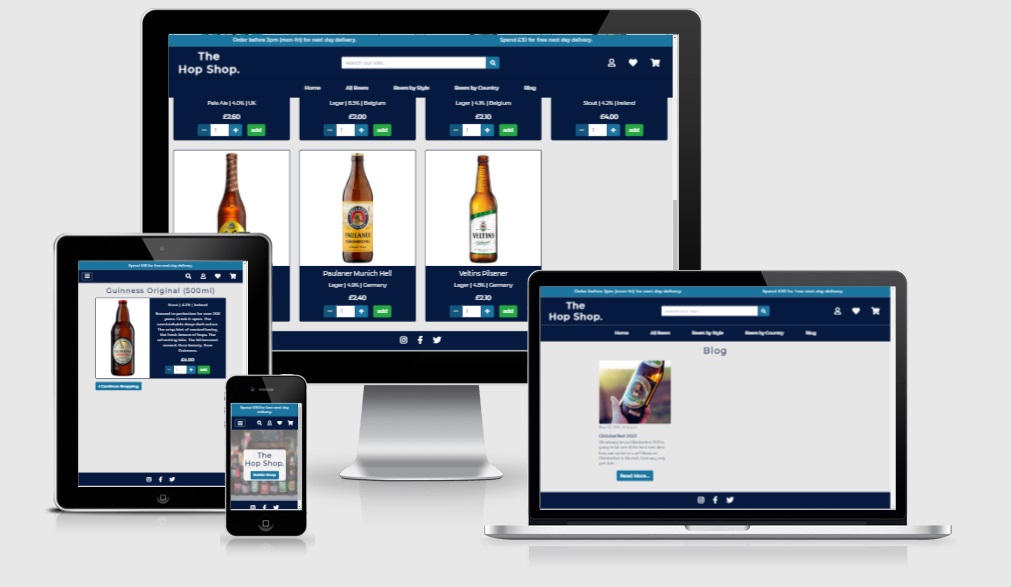 Order before 3pm (mon-fri) for next day delivery. Spend £30 for free next day delivery.
The
Hop Shop.
search our site...
Home All Beers Beers by Style Beers by Country Blog
Pale Ale | 4.0% | UK
£2.60
- 1 + add
Lager | 8.5% | Belgium
£2.00
- 1 + add
Lager | 4.1% | Belgium
£2.10
- 1 + add
Stout | 4.2% | Ireland
£4.00
- 1 + add
PAULANER
Paulaner Munich Hell
Lager | 4.9% | Germany
£2.40
- 1 + add
VELTINS
Veltins Pilsener
Lager | 4.8% | Germany
£2.10
- 1 + add
Spend £30 for free next day delivery.
Guinness Original (500ml)
Stout | 4.2% | Ireland
£4.00
- 1 + add
< Continue Shopping
Spend £30 for free next day
delivery.
The
Hop Shop.
Order before 3pm (mon-fri) for next day delivery. Spend £30 for free next day delivery.
The
Hop Shop.
search our site...
Home All Beers Beers by Style Beers by Country Blog
Blog
Oktoberfest 2023
Read More...